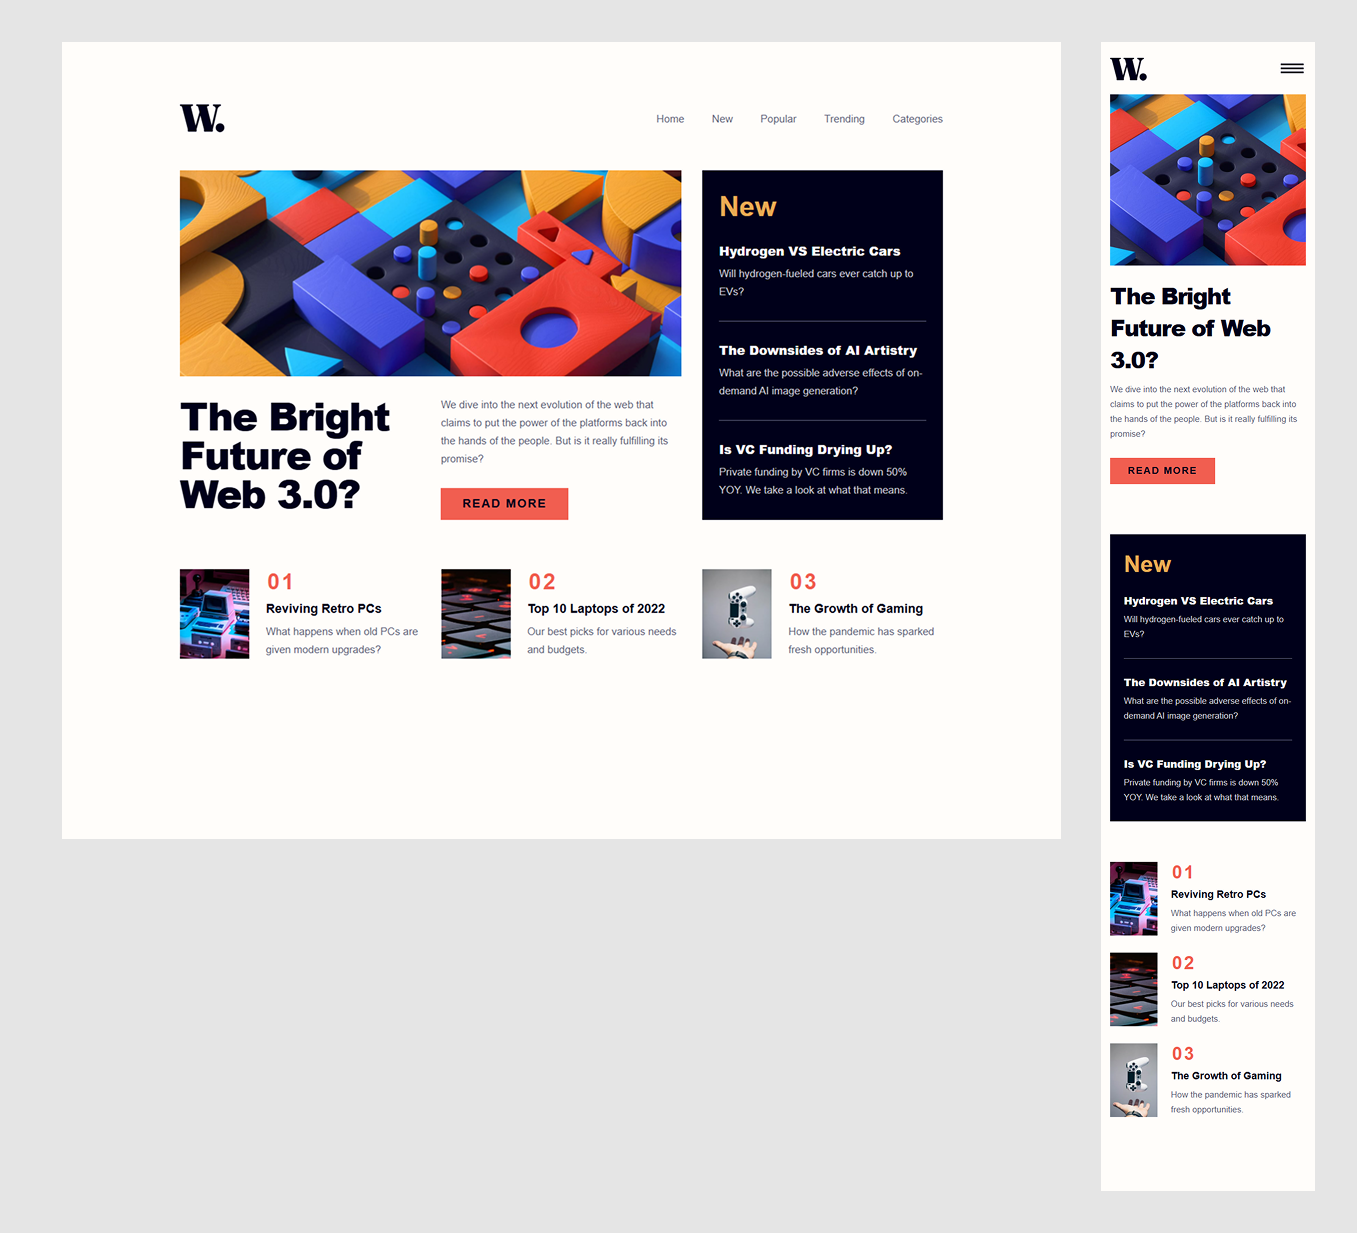 W.
Home New Popular Trending Categories
New
Hydrogen VS Electric Cars
Will hydrogen-fueled cars ever catch up to
EVs?
The Downsides of AI Artistry
What are the possible adverse effects of on-
demand AI image generation?
Is VC Funding Drying Up?
Private funding by VC firms is down 50%
YOY. We take a look at what that means.
The Bright
Future of
Web 3.0?
We dive into the next evolution of the web that
claims to put the power of the platforms back into
the hands of the people. But is it really fulfilling its
promise?
READ MORE
01
Reviving Retro PCs
What happens when old PCs are
given modern upgrades?
02
Top 10 Laptops of 2022
Our best picks for various needs
and budgets.
03
The Growth of Gaming
How the pandemic has sparked
fresh opportunities.
W.
The Bright
Future of Web
3.0?
We dive into the next evolution of the web that
claims to put the power of the platforms back into
the hands of the people. But is it really fulfilling its
promise?
READ MORE
New
Hydrogen VS Electric Cars
Will hydrogen-fueled cars ever catch up to
EVs?
The Downsides of AI Artistry
What are the possible adverse effects of on-
demand AI image generation?
Is VC Funding Drying Up?
Private funding by VC firms is down 50%
YOY. We take a look at what that means.
01
Reviving Retro PCs
What happens when old PCs are
given modern upgrades?
02
Top 10 Laptops of 2022
Our best picks for various needs
and budgets.
03
The Growth of Gaming
How the pandemic has sparked
fresh opportunities.